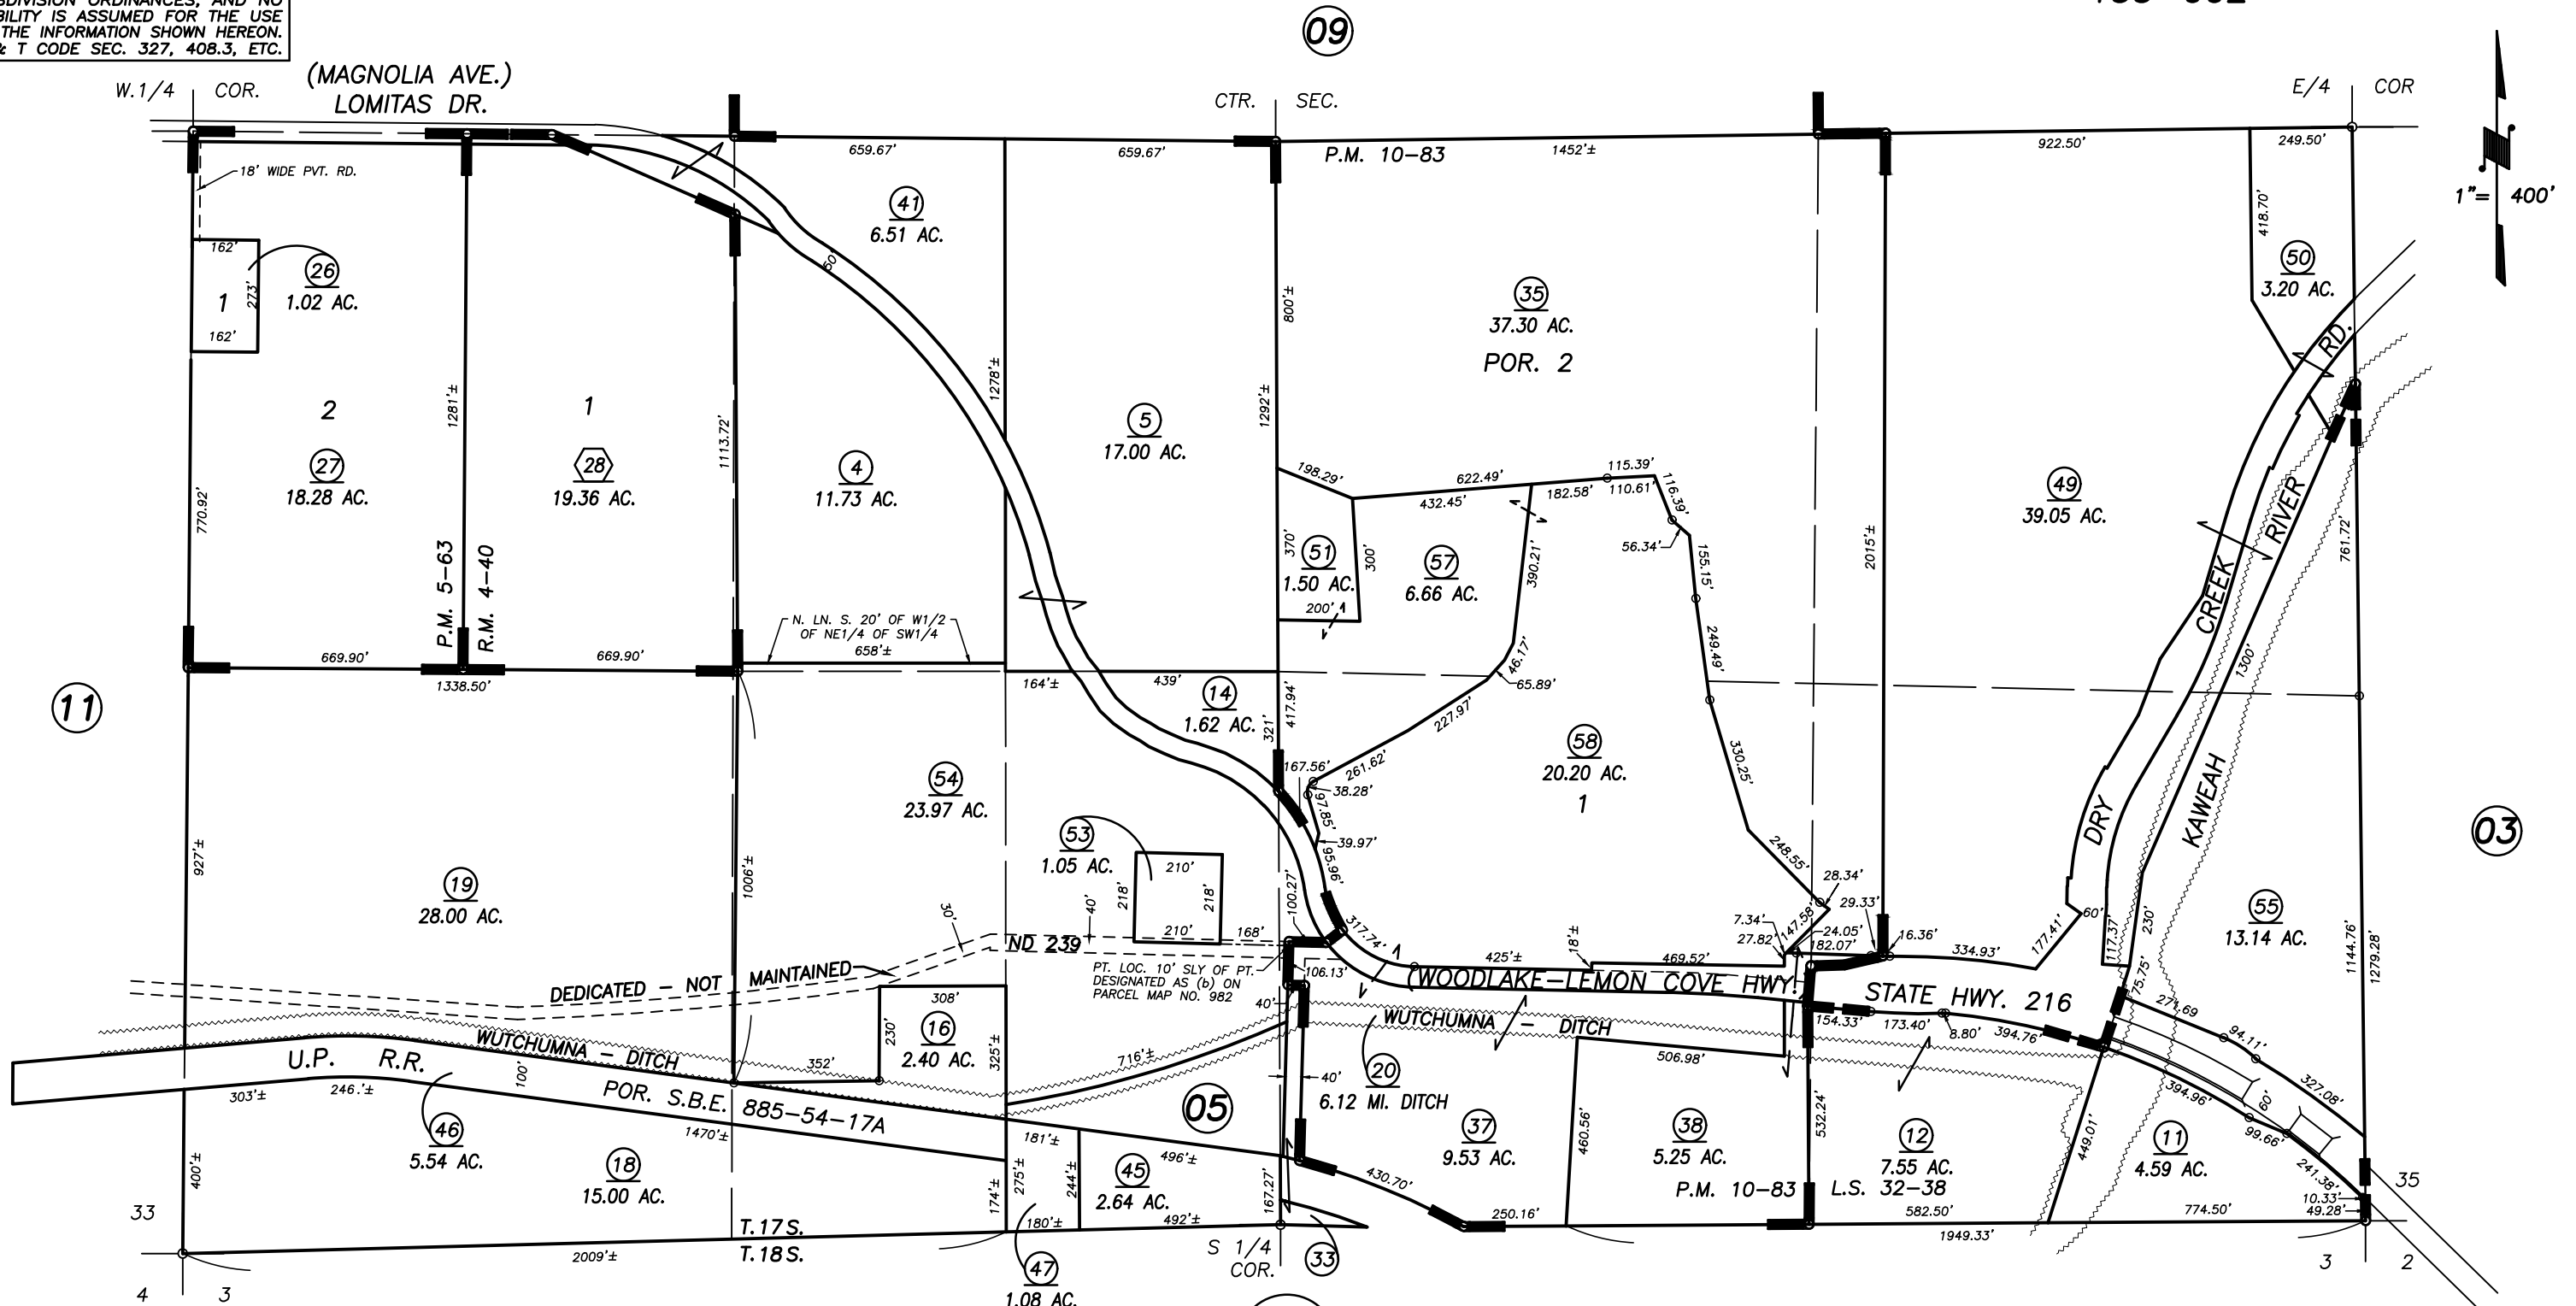 BILITY IS ASSUMED FOR THE USE
THE INFORMATION SHOWN HEREON.
T CODE SEC. 327, 408.3, ETC.
09
(MAGNOLIA AVE.)
LOMITAS DR.
W.1/4 COR.
CTR. SEC.
E/4 COR
1"= 400'
659.67'
659.67'
P.M. 10-83
1452'±
922.50'
249.50'
18' WIDE PVT. RD.
162'
273'
1
162'
26
1.02 AC.
41
6.51 AC.
60'
418.70'
50
3.20 AC.
800'±
35
37.30 AC.
POR. 2
RD.
2
27
18.28 AC.
770.92'
1281'±
1
28
19.36 AC.
1113.72'
4
11.73 AC.
1278'±
5
17.00 AC.
1292'±
198.29'
622.49'
432.45'
115.39'
182.58'
110.61'
116.39'
56.34'
155.15'
2015'±
49
39.05 AC.
RIVER
761.72'
370'
51
1.50 AC.
300'
200'
57
6.66 AC.
390.21'
46.17'
65.89'
249.49'
CREEK
1300'
P.M. 5-63
R.M. 4-40
N. LN. S. 20' OF W1/2
OF NE1/4 OF SW1/4
658'±
669.90'
669.90'
1338.50'
164'±
439'
11
14
1.62 AC.
321'
417.94'
227.97'
167.56'
261.62'
38.28'
97.85'
39.97'
95.96'
58
20.20 AC.
1
330.25'
248.55'
KAWEAH
DRY
03
54
23.97 AC.
53
1.05 AC.
210'
218'
218'
210'
168'
927'±
19
28.00 AC.
1006'±
30'
40'
ND 239
100.27'
317.74'
28.34'
147.58'
29.33'
7.34'
27.82'
24.05'
182.07'
16.36'
334.93'
177.41'
60'
117.37'
230'
55
13.14 AC.
1144.76'
1279.28'
DEDICATED - NOT MAINTAINED
PT. LOC. 10' SLY OF PT.
DESIGNATED AS (b) ON
PARCEL MAP NO. 982
106.13'
425'±
18'±
469.52'
(WOODLAKE-LEMON COVE HWY.)
STATE HWY. 216
75.75'
271.69
94.11'
327.08'
308'
230'
16
2.40 AC.
325'±
352'
40'
WUTCHUMNA - DITCH
154.33'
173.40'
8.80'
394.76'
U.P. R.R.
WUTCHUMNA - DITCH
100'
716'±
POR. S.B.E. 885-54-17A
303'±
246.'±
46
5.54 AC.
1470'±
05
40'
20
6.12 MI. DITCH
506.98'
460.56'
37
9.53 AC.
38
5.25 AC.
532.24'
12
7.55 AC.
449.01'
394.96'
60'
99.66'
241.38'
11
4.59 AC.
400'±
18
15.00 AC.
174'±
275'±
181'±
244'±
496'±
45
2.64 AC.
167.27'
430.70'
250.16'
P.M. 10-83
L.S. 32-38
582.50'
774.50'
10.33'
49.28'
35
33
T.17S.
T.18S.
2009'±
180'±
492'±
1949.33'
47
1.08 AC.
S 1/4
COR.
33
4 3
3 2